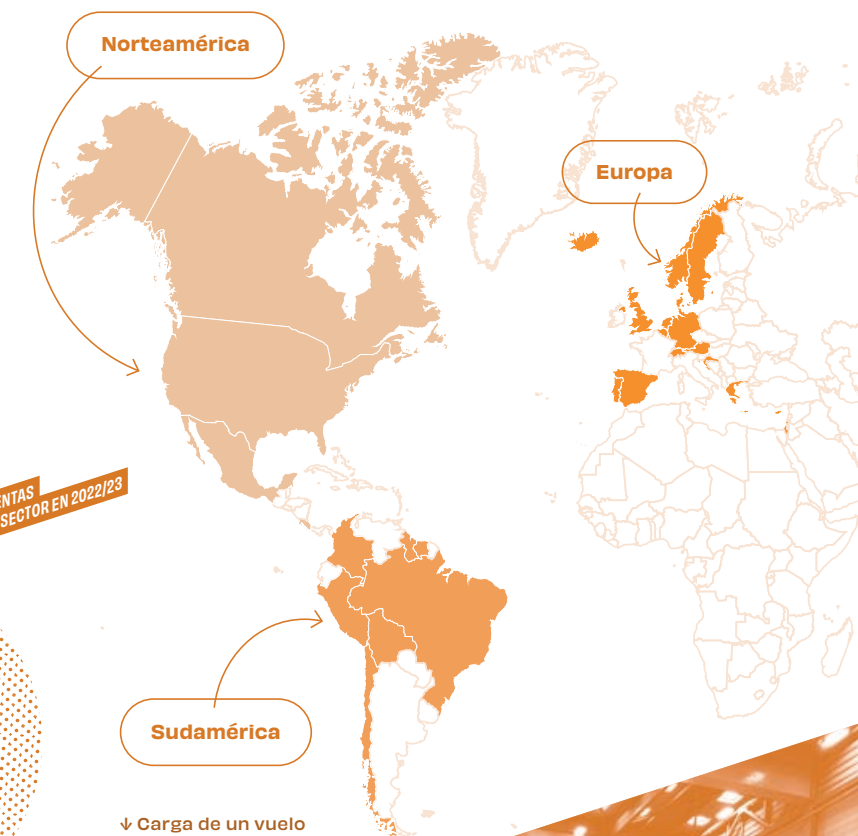 Norteamérica
Europa
SECTOR EN 2022/23
Sudamérica
↓ Carga de un vuelo